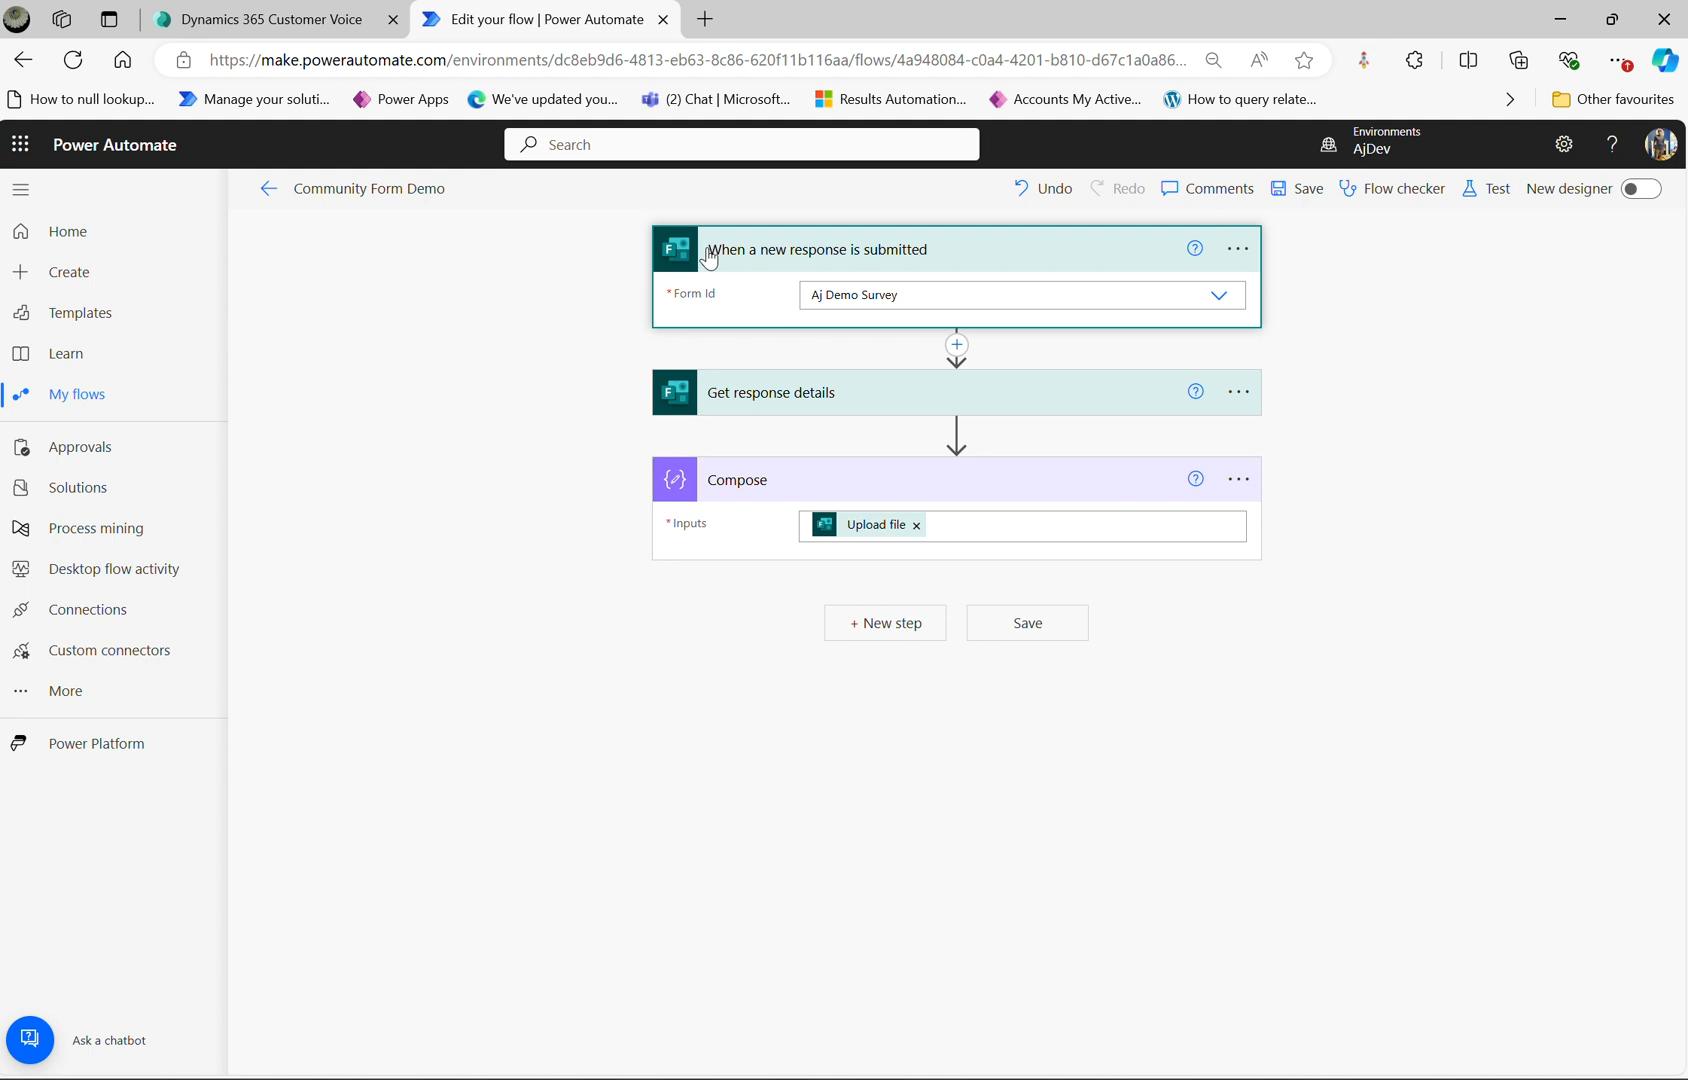 Dynamics 365 Customer Voice
Edit your flow | Power Automate
https://make.powerautomate.com/environments/dc8eb9d6-4813-eb63-8c86-620f11b116aa/flows/4a948084-c0a4-4201-b810-d67c1a0a86...
How to null lookup...
Manage your soluti...
Power Apps
We've updated you...
(2) Chat | Microsoft...
Results Automation...
Accounts My Active...
How to query relate...
Other favourites
Power Automate
Search
Environments
AjDev
Community Form Demo
Undo
Redo
Comments
Save
Flow checker
Test
New designer
Home
Create
Templates
Learn
My flows
Approvals
Solutions
Process mining
Desktop flow activity
Connections
Custom connectors
More
Power Platform
Ask a chatbot
When a new response is submitted
* Form Id
Aj Demo Survey
Get response details
Compose
* Inputs
Upload file
+ New step
Save